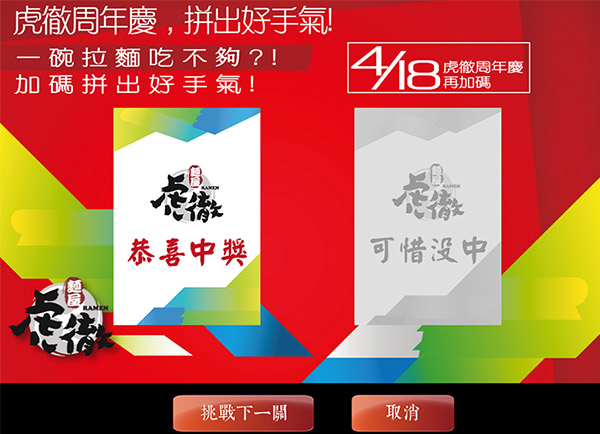 虎徹周年慶，拼出好手氣!
一碗拉麵吃不夠?!
加碼拼出好手氣!
4/18 虎徹周年慶
再加碼
麵屋
虎徹
RAMEN
恭喜中獎
麵屋
虎徹
RAMEN
可惜没中
麵屋
虎徹
RAMEN
挑戰下一關
取消